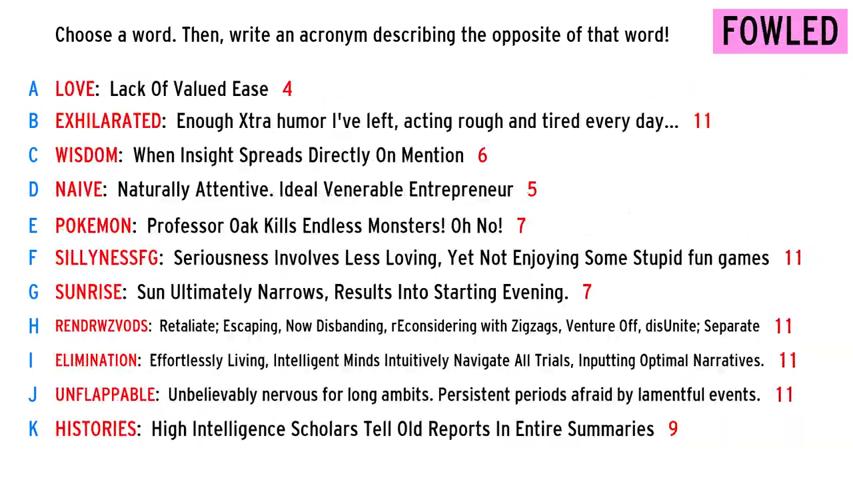 Choose a word. Then, write an acronym describing the opposite of that word!
FOWLED
A LOVE: Lack Of Valued Ease 4
B EXHILARATED: Enough Xtra humor I've left, acting rough and tired every day... 11
C WISDOM: When Insight Spreads Directly On Mention 6
D NAIVE: Naturally Attentive. Ideal Venerable Entrepreneur 5
E POKEMON: Professor Oak Kills Endless Monsters! Oh No! 7
F SILLYNESSFG: Seriousness Involves Less Loving, Yet Not Enjoying Some Stupid fun games 11
G SUNRISE: Sun Ultimately Narrows, Results Into Starting Evening. 7
H RENDRWZVODS: Retaliate; Escaping, Now Disbanding, rEconsidering with Zigzags, Venture Off, disUnite; Separate 11
I ELIMINATION: Effortlessly Living, Intelligent Minds Intuitively Navigate All Trials, Inputting Optimal Narratives. 11
J UNFLAPPABLE: Unbelievably nervous for long ambits. Persistent periods afraid by lamentful events. 11
K HISTORIES: High Intelligence Scholars Tell Old Reports In Entire Summaries 9